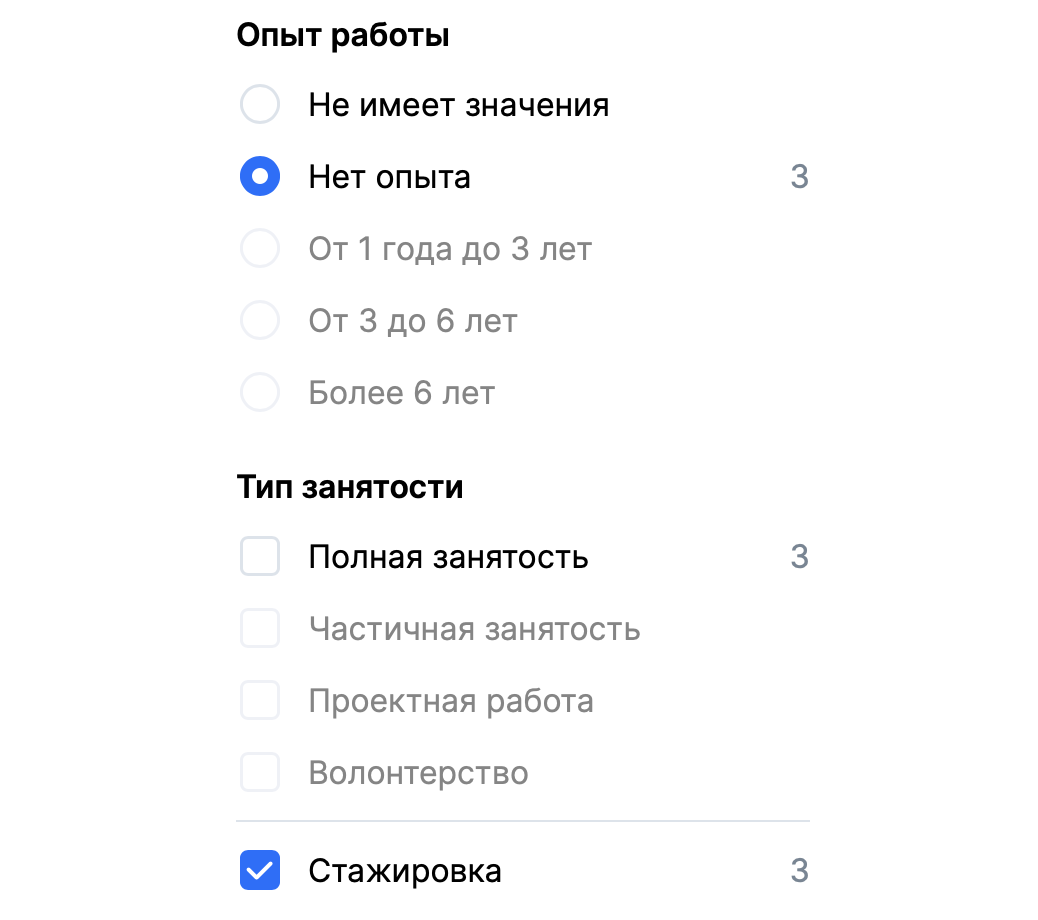 Опыт работы
Не имеет значения
Нет опыта 3
От 1 года до 3 лет
От 3 до 6 лет
Более 6 лет
Тип занятости
Полная занятость 3
Частичная занятость
Проектная работа
Волонтерство
Стажировка 3